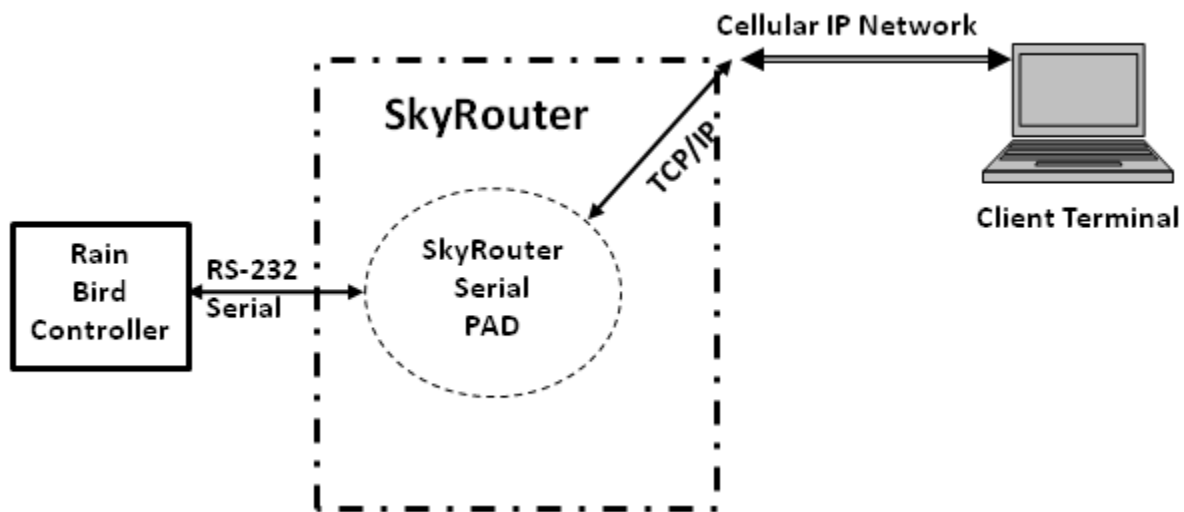 Cellular IP Network
SkyRouter
TCP/IP
Client Terminal
Rain
Bird
Controller
RS-232
Serial
SkyRouter
Serial
PAD